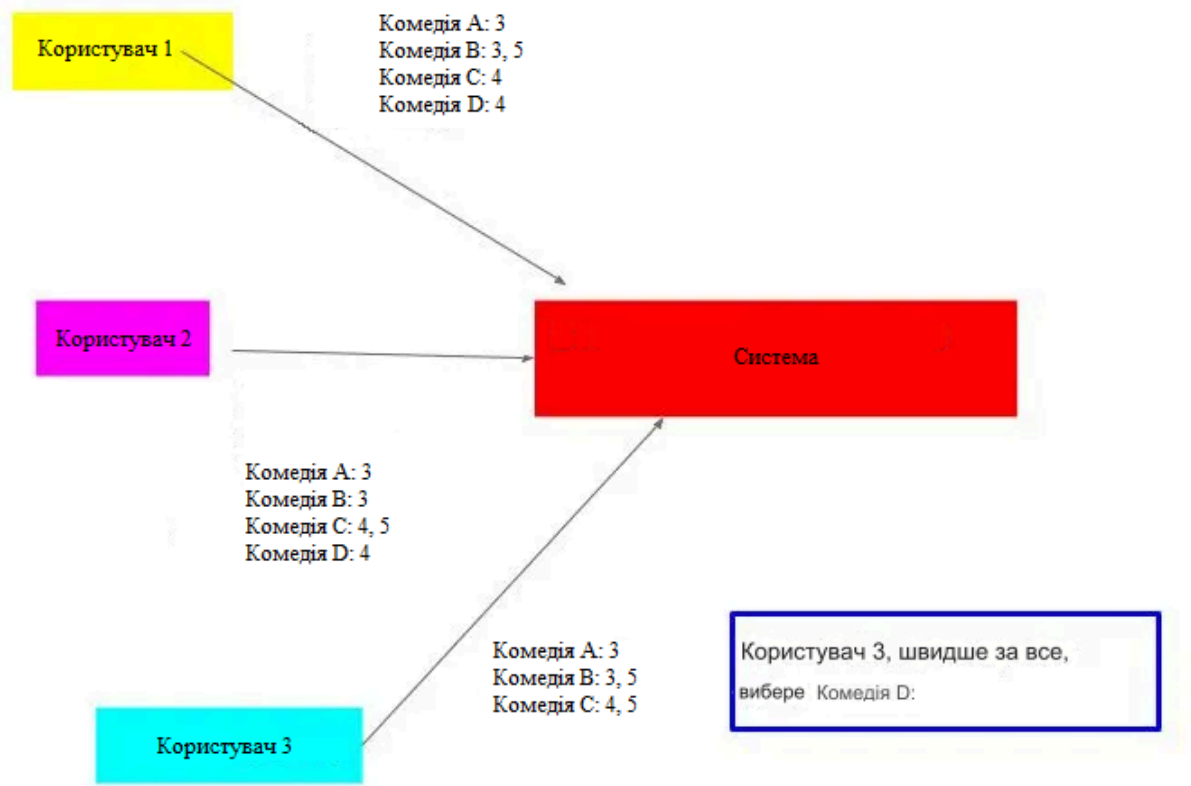 Користувач 1
Комедія A: 3
Комедія B: 3, 5
Комедія C: 4
Комедія D: 4
Користувач 2
Система
Комедія A: 3
Комедія B: 3
Комедія C: 4, 5
Комедія D: 4
Комедія A: 3
Комедія B: 3, 5
Комедія C: 4, 5
Користувач 3, швидше за все,
вибере Комедія D:
Користувач 3